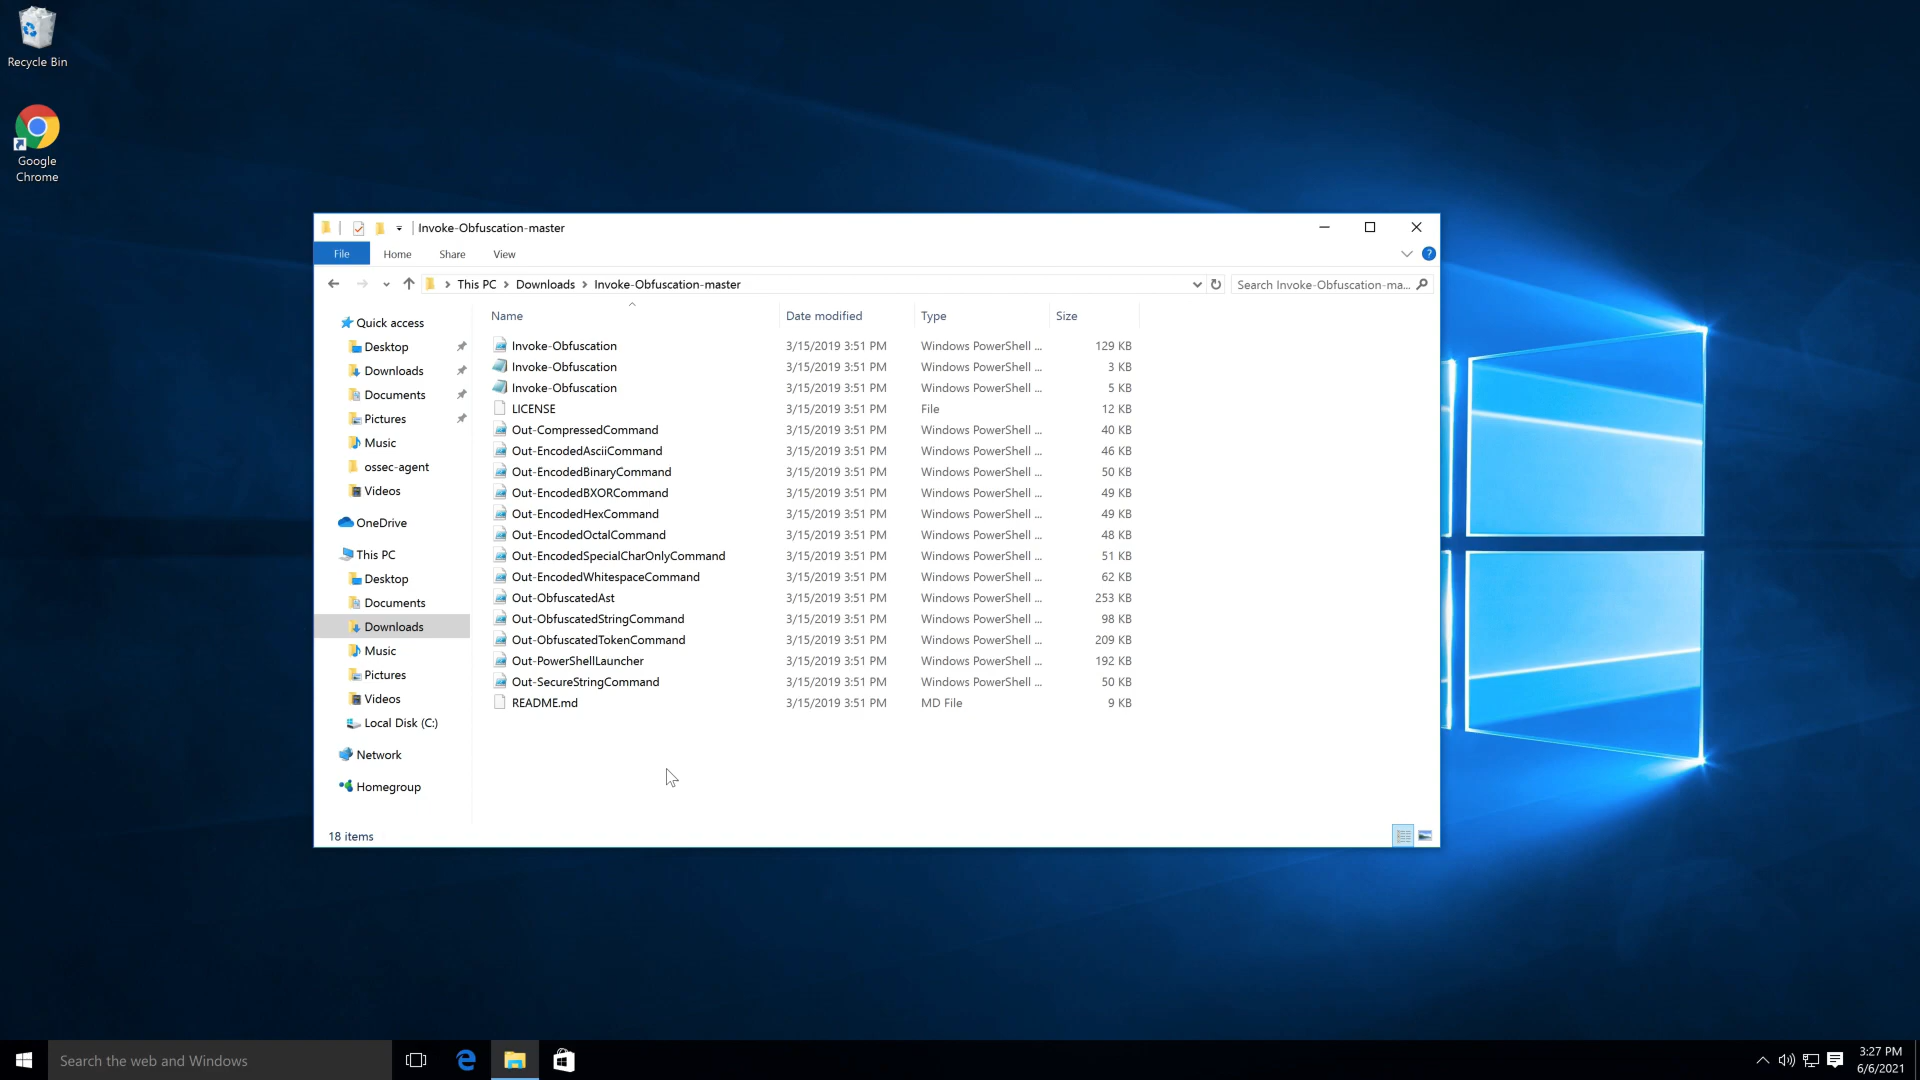 Recycle Bin
Google
Chrome
Invoke-Obfuscation-master
File Home Share View
This PC Downloads Invoke-Obfuscation-master
Search Invoke-Obfuscation-ma...
Name Date modified Type Size
Quick access
Desktop
Downloads
Documents
Pictures
Music
ossec-agent
Videos
OneDrive
This PC
Desktop
Documents
Downloads
Music
Pictures
Videos
Local Disk (C:)
Network
Homegroup
Invoke-Obfuscation 3/15/2019 3:51 PM Windows PowerShell ... 129 KB
Invoke-Obfuscation 3/15/2019 3:51 PM Windows PowerShell ... 3 KB
Invoke-Obfuscation 3/15/2019 3:51 PM Windows PowerShell ... 5 KB
LICENSE 3/15/2019 3:51 PM File 12 KB
Out-CompressedCommand 3/15/2019 3:51 PM Windows PowerShell ... 40 KB
Out-EncodedAsciiCommand 3/15/2019 3:51 PM Windows PowerShell ... 46 KB
Out-EncodedBinaryCommand 3/15/2019 3:51 PM Windows PowerShell ... 50 KB
Out-EncodedBXORCommand 3/15/2019 3:51 PM Windows PowerShell ... 49 KB
Out-EncodedHexCommand 3/15/2019 3:51 PM Windows PowerShell ... 49 KB
Out-EncodedOctalCommand 3/15/2019 3:51 PM Windows PowerShell ... 48 KB
Out-EncodedSpecialCharOnlyCommand 3/15/2019 3:51 PM Windows PowerShell ... 51 KB
Out-EncodedWhitespaceCommand 3/15/2019 3:51 PM Windows PowerShell ... 62 KB
Out-ObfuscatedAst 3/15/2019 3:51 PM Windows PowerShell ... 253 KB
Out-ObfuscatedStringCommand 3/15/2019 3:51 PM Windows PowerShell ... 98 KB
Out-ObfuscatedTokenCommand 3/15/2019 3:51 PM Windows PowerShell ... 209 KB
Out-PowerShellLauncher 3/15/2019 3:51 PM Windows PowerShell ... 192 KB
Out-SecureStringCommand 3/15/2019 3:51 PM Windows PowerShell ... 50 KB
README.md 3/15/2019 3:51 PM MD File 9 KB
18 items
Search the web and Windows
3:27 PM
6/6/2021